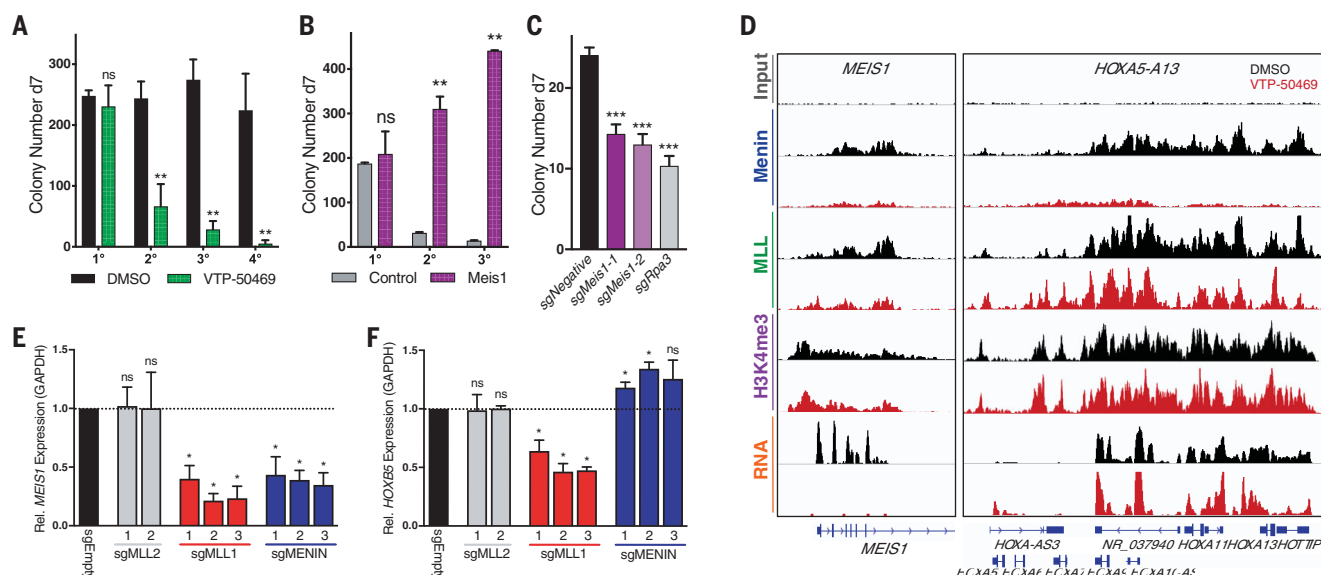 A
Colony Number d7
300
200
100
0
ns
**
**
**
1° 2° 3° 4°
DMSO VTP-50469
B
Colony Number d7
400
300
200
100
0
ns
**
**
1° 2° 3°
Control Meis1
C
Colony Number d7
20
10
0
***
***
***
sgNegative
sgMeis1-1
sgMeis1-2
sgRpa3
D
MEIS1 HOXA5-A13
DMSO
VTP-50469
Input
Menin
MLL
H3K4me3
RNA
MEIS1
HOXA-AS3 NR_037940 HOXA11 HOXA13 HOTTIP
E
Rel. MEIS1 Expression (GAPDH)
1.5
1.0
0.5
0.0
ns ns
* * * * * *
sgEmpty
1 2 1 2 3 1 2 3
sgMLL2 sgMLL1 sgMENIN
F
Rel. HOXB5 Expression (GAPDH)
1.5
1.0
0.5
0.0
ns ns
* * * * * ns
sgEmpty
1 2 1 2 3 1 2 3
sgMLL2 sgMLL1 sgMENIN